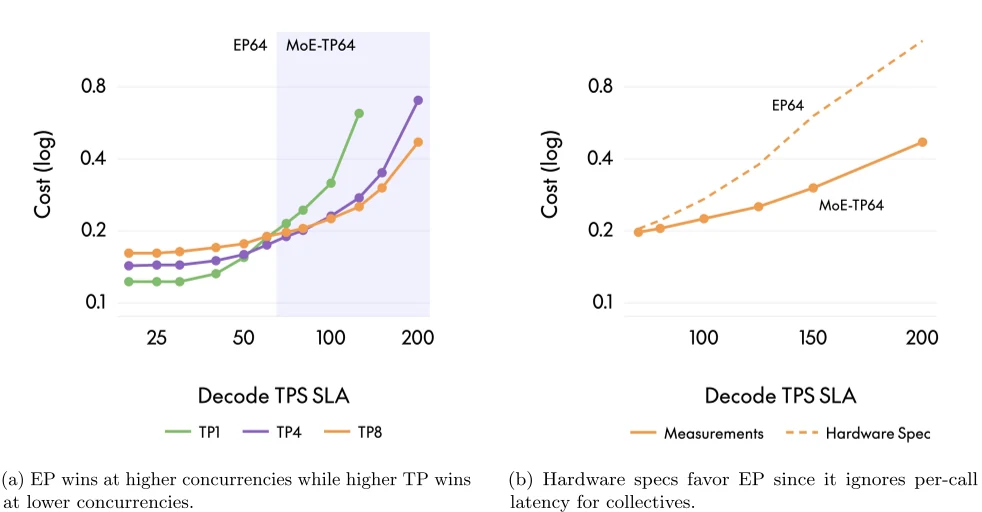 EP64 MoE-TP64
0.8
0.4
0.2
0.1
Cost (log)
25 50 100 200
Decode TPS SLA
TP1 TP4 TP8
(a) EP wins at higher concurrencies while higher TP wins
at lower concurrencies.
0.8
0.4
0.2
0.1
Cost (log)
EP64
MoE-TP64
100 150 200
Decode TPS SLA
Measurements Hardware Spec
(b) Hardware specs favor EP since it ignores per-call
latency for collectives.